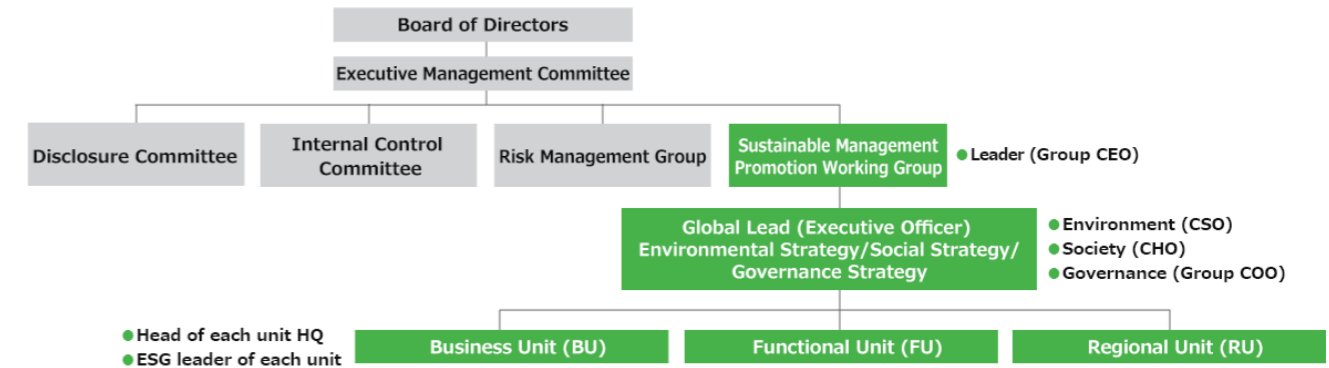 Board of Directors
Executive Management Committee
Disclosure Committee
Internal Control
Committee
Risk Management Group
Sustainable Management
Promotion Working Group
Leader (Group CEO)
Global Lead (Executive Officer)
Environmental Strategy/Social Strategy/
Governance Strategy
Environment (CSO)
Society (CHO)
Governance (Group COO)
Head of each unit HQ
ESG leader of each unit
Business Unit (BU)
Functional Unit (FU)
Regional Unit (RU)